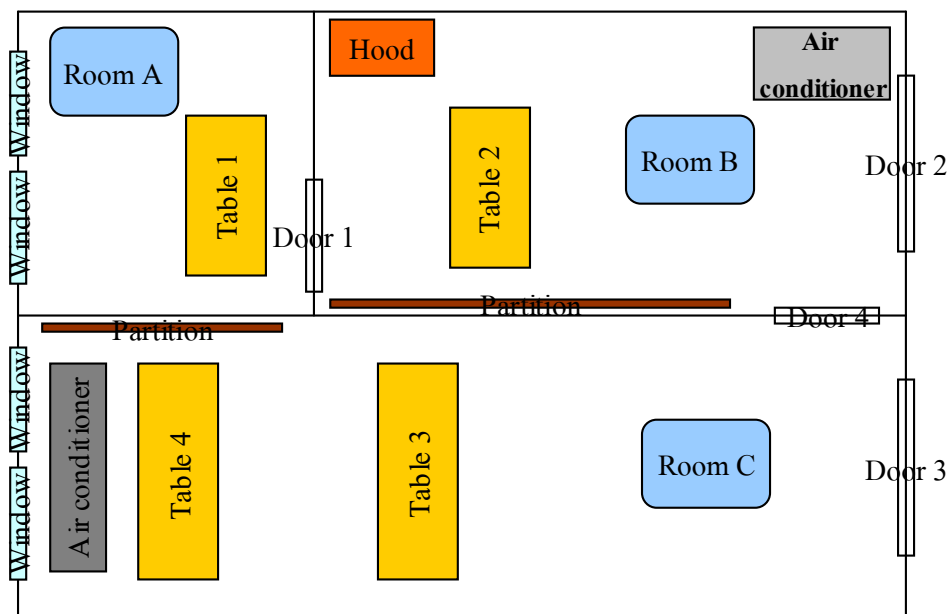 Hood
Air
conditioner
Room A
Window
Table 1
Table 2
Room B
Door 2
Window
Door 1
Partition
Door 4
Partition
Window
Air conditioner
Table 4
Table 3
Room C
Door 3
Window